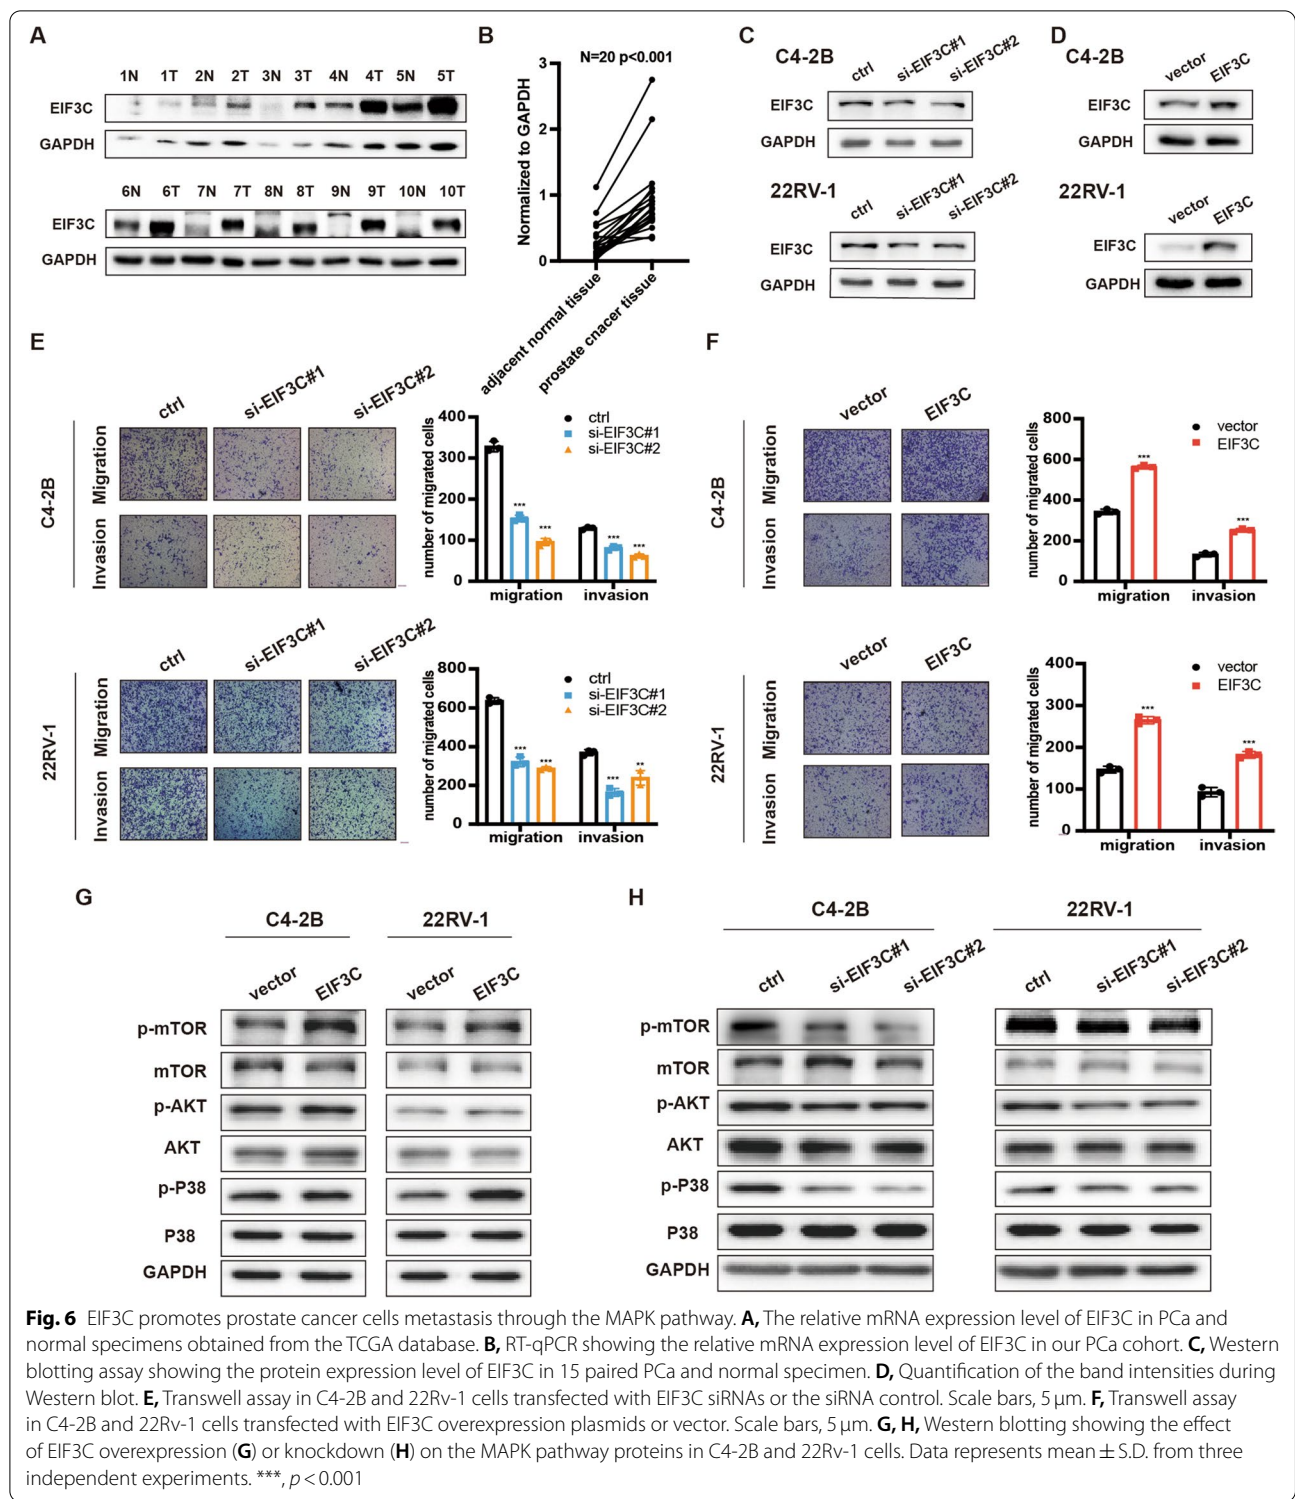 A
1N 1T 2N 2T 3N 3T 4N 4T 5N 5T
EIF3C
GAPDH
6N 6T 7N 7T 8N 8T 9N 9T 10N 10T
EIF3C
GAPDH
B
N=20 p<0.001
Normalized to GAPDH
3
2
1
0
adjacent normal tissue
prostate cnacer tissue
C
C4-2B
ctrl si-EIF3C#1 si-EIF3C#2
EIF3C
GAPDH
22RV-1
ctrl si-EIF3C#1 si-EIF3C#2
EIF3C
GAPDH
D
C4-2B
vector EIF3C
EIF3C
GAPDH
22RV-1
vector EIF3C
EIF3C
GAPDH
E
ctrl si-EIF3C#1 si-EIF3C#2
C4-2B
Migration
Invasion
number of migrated cells
400
300
200
100
0
ctrl
si-EIF3C#1
si-EIF3C#2
*** *** *** ***
migration invasion
ctrl si-EIF3C#1 si-EIF3C#2
22RV-1
Migration
Invasion
number of migrated cells
800
600
400
200
0
ctrl
si-EIF3C#1
si-EIF3C#2
*** *** *** **
migration invasion
F
vector EIF3C
C4-2B
Migration
Invasion
number of migrated cells
800
600
400
200
0
vector
EIF3C
*** ***
migration invasion
vector EIF3C
22RV-1
Migration
Invasion
number of migrated cells
400
300
200
100
0
vector
EIF3C
*** ***
migration invasion
G
C4-2B 22RV-1
vector EIF3C vector EIF3C
p-mTOR
mTOR
p-AKT
AKT
p-P38
P38
GAPDH
H
C4-2B 22RV-1
ctrl si-EIF3C#1 si-EIF3C#2 ctrl si-EIF3C#1 si-EIF3C#2
p-mTOR
mTOR
p-AKT
AKT
p-P38
P38
GAPDH
Fig. 6 EIF3C promotes prostate cancer cells metastasis through the MAPK pathway. A, The relative mRNA expression level of EIF3C in PCa and
normal specimens obtained from the TCGA database. B, RT-qPCR showing the relative mRNA expression level of EIF3C in our PCa cohort. C, Western
blotting assay showing the protein expression level of EIF3C in 15 paired PCa and normal specimen. D, Quantification of the band intensities during
Western blot. E, Transwell assay in C4-2B and 22Rv-1 cells transfected with EIF3C siRNAs or the siRNA control. Scale bars, 5 μm. F, Transwell assay
in C4-2B and 22Rv-1 cells transfected with EIF3C overexpression plasmids or vector. Scale bars, 5 μm. G, H, Western blotting showing the effect
of EIF3C overexpression (G) or knockdown (H) on the MAPK pathway proteins in C4-2B and 22Rv-1 cells. Data represents mean ± S.D. from three
independent experiments. ***, p < 0.001